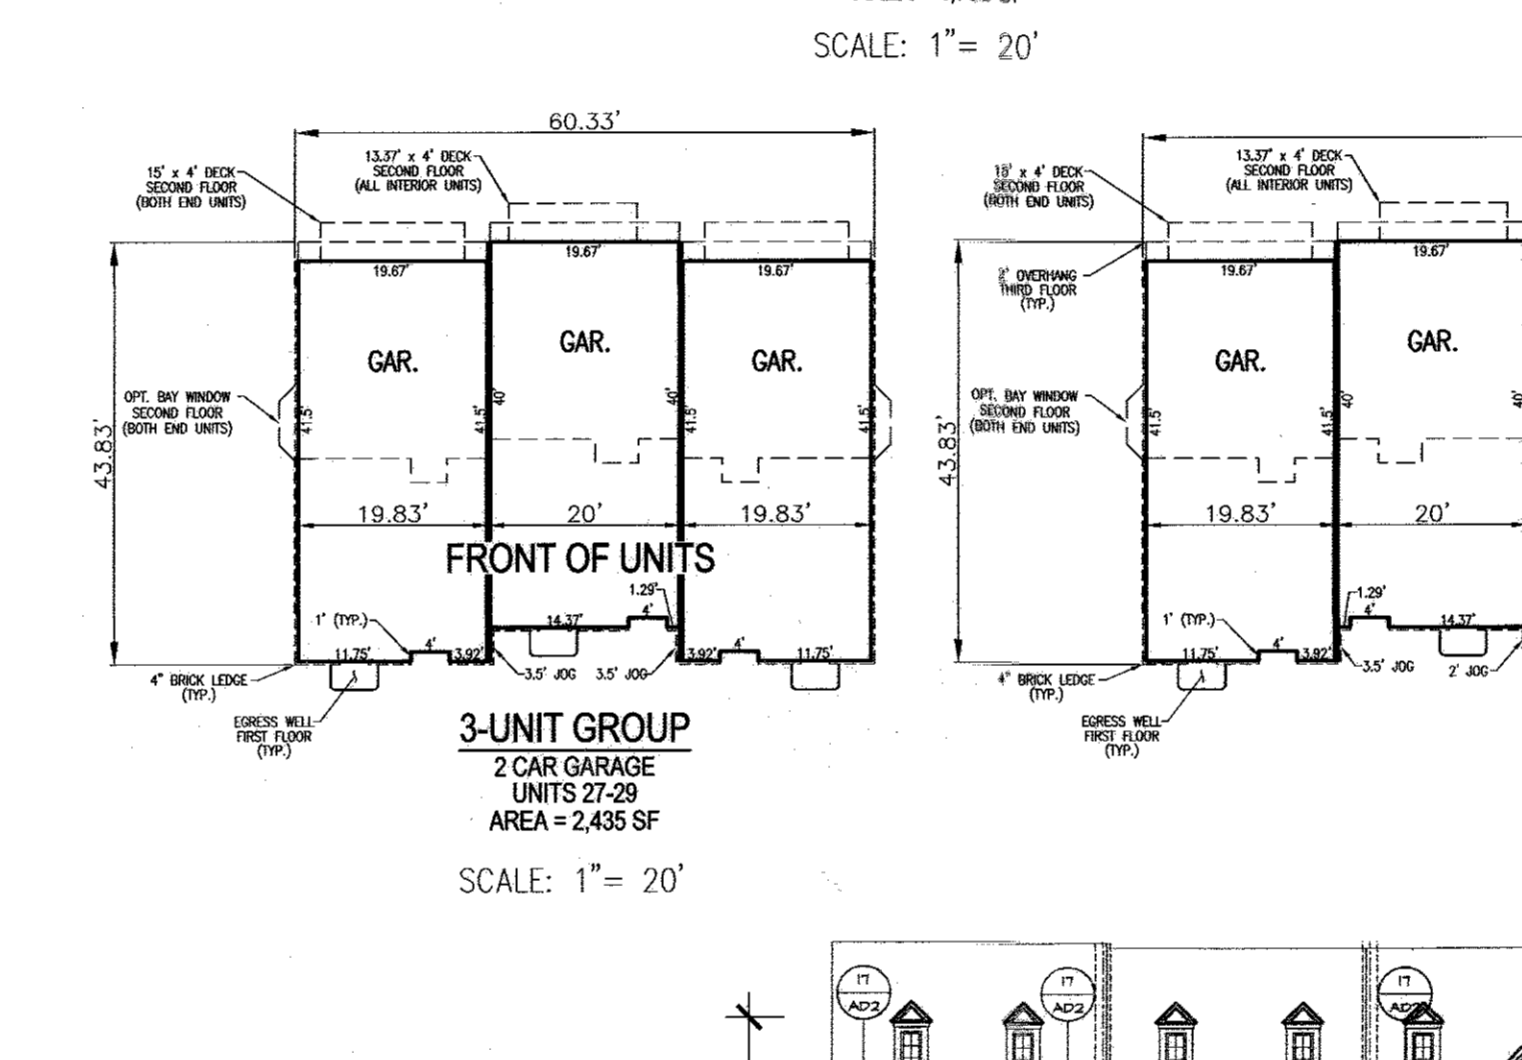 SCALE: 1"= 20'
60.33'
15' x 4' DECK
SECOND FLOOR
(BOTH END UNITS)
13.37' x 4' DECK
SECOND FLOOR
(ALL INTERIOR UNITS)
19.67'
19.67'
19.67'
GAR.
GAR.
GAR.
OPT. BAY WINDOW
SECOND FLOOR
(BOTH END UNITS)
43.83'
41.5'
41.5'
40'
40'
41.5'
41.5'
19.83'
20'
19.83'
FRONT OF UNITS
1.29'
1' (TYP.)
14.37'
4'
11.75'
4'
3.92'
3.92'
4'
11.75'
4" BRICK LEDGE
(TYP.)
3.5' JOG
3.5' JOG
EGRESS WELL
FIRST FLOOR
(TYP.)
3-UNIT GROUP
2 CAR GARAGE
UNITS 27-29
AREA = 2,435 SF
SCALE: 1"= 20'
15' x 4' DECK
SECOND FLOOR
(BOTH END UNITS)
13.37' x 4' DECK
SECOND FLOOR
(ALL INTERIOR UNITS)
19.67'
19.67'
2' OVERHANG
THIRD FLOOR
(TYP.)
GAR.
GAR.
OPT. BAY WINDOW
SECOND FLOOR
(BOTH END UNITS)
43.83'
41.5'
41.5'
40'
40'
19.83'
20'
1.29'
1' (TYP.)
4'
14.37'
11.75'
4'
3.92'
4" BRICK LEDGE
(TYP.)
3.5' JOG
2' JOG
EGRESS WELL
FIRST FLOOR
(TYP.)
17
AD2
17
AD2
17
AD2